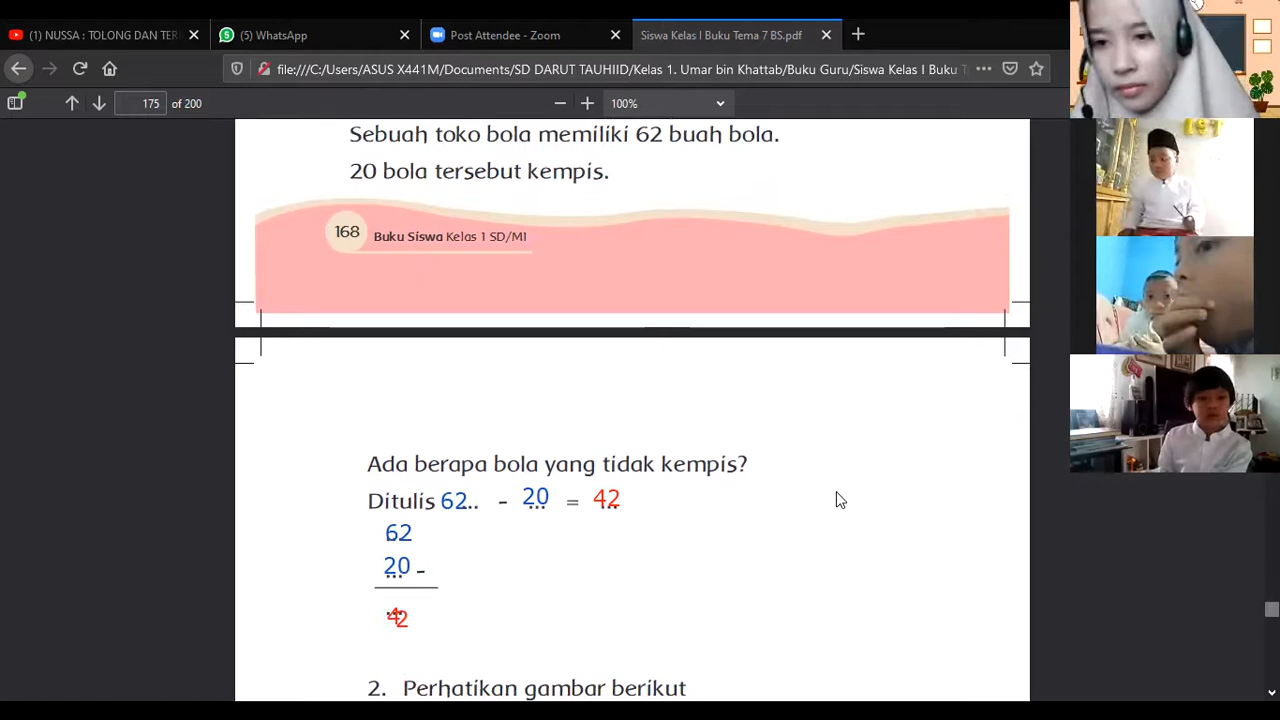 (1) NUSSA : TOLONG DAN TER
(5) WhatsApp
Post Attendee - Zoom
Siswa Kelas I Buku Tema 7 BS.pdf
file:///C:/Users/ASUS X441M/Documents/SD DARUT TAUHIID/Kelas 1. Umar bin Khattab/Buku Guru/Siswa Kelas I Buku T
175 of 200
100%
Sebuah toko bola memiliki 62 buah bola.
20 bola tersebut kempis.
168 Buku Siswa Kelas 1 SD/MI
Ada berapa bola yang tidak kempis?
Ditulis 62... - 20 = 42
62
20 -
42
2. Perhatikan gambar berikut